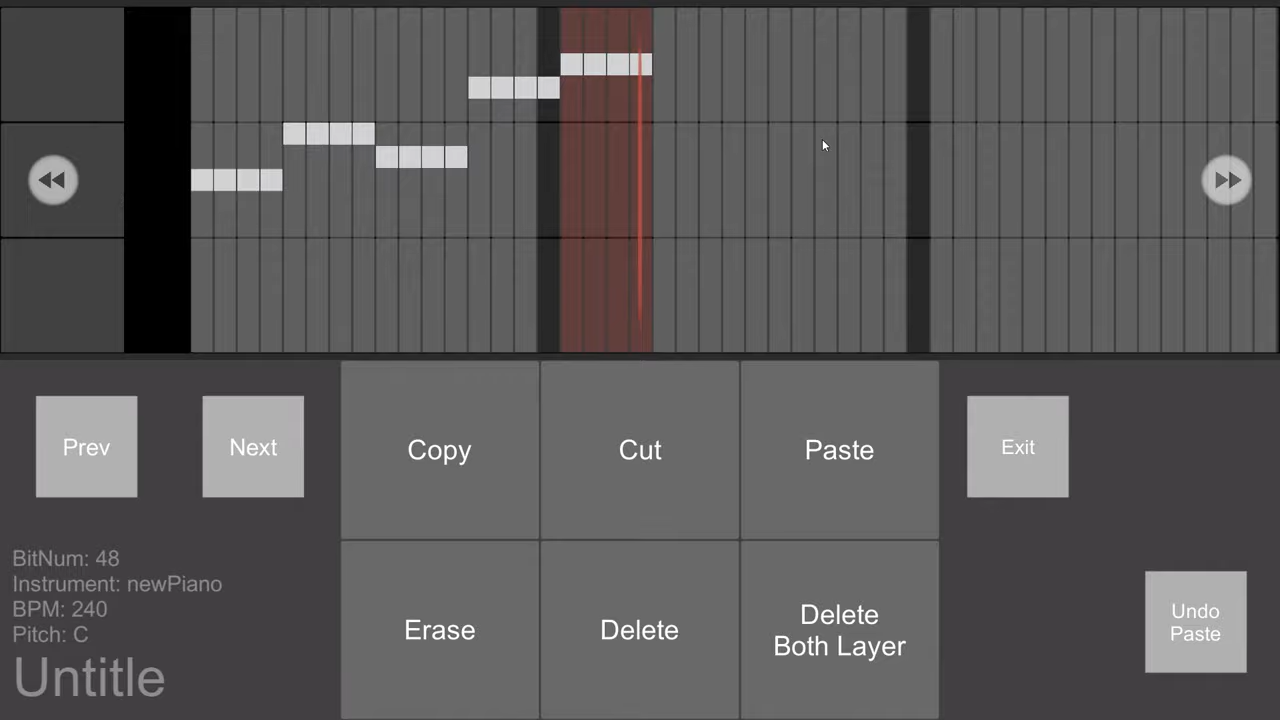 Prev
Next
Copy
Cut
Paste
Exit
BitNum: 48
Instrument: newPiano
BPM: 240
Pitch: C
Untitle
Erase
Delete
Delete
Both Layer
Undo
Paste